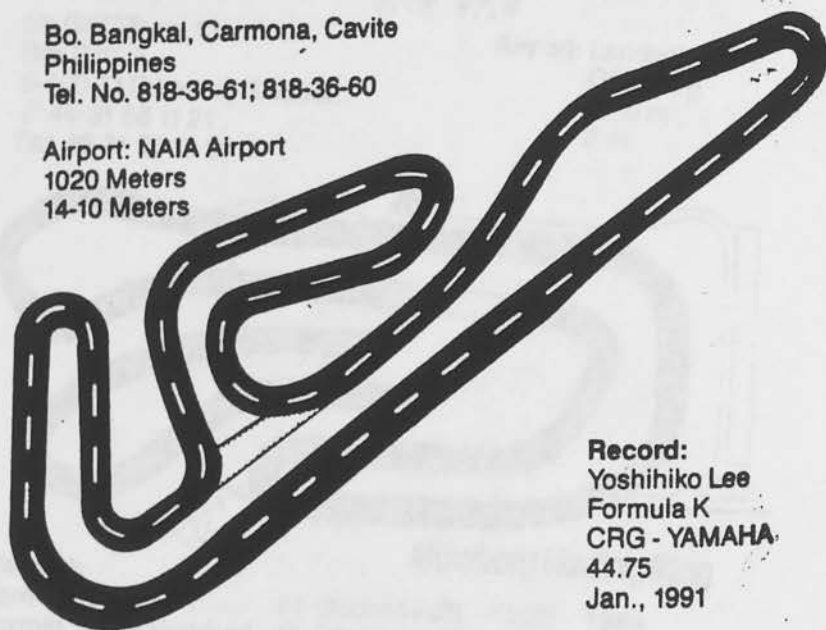 Bo. Bangkal, Carmona, Cavite
Philippines
Tel. No. 818-36-61; 818-36-60
Airport: NAIA Airport
1020 Meters
14-10 Meters
Record:
Yoshihiko Lee
Formula K
CRG - YAMAHA
44.75
Jan., 1991